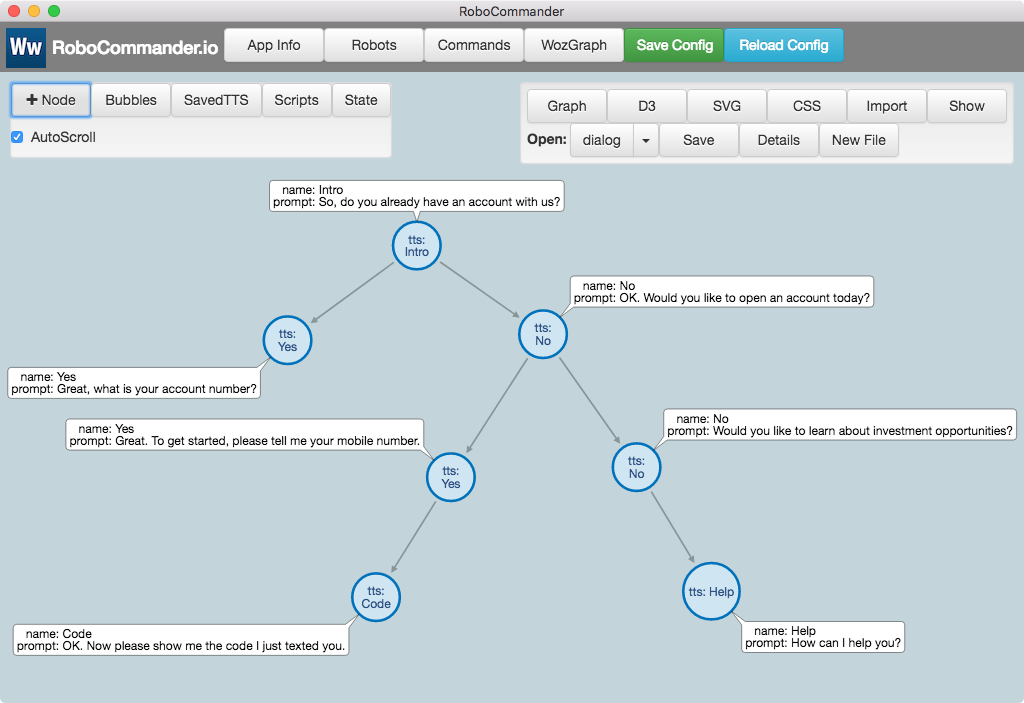 RoboCommander
Ww RoboCommander.io App Info Robots Commands WozGraph Save Config Reload Config
+ Node Bubbles SavedTTS Scripts State
AutoScroll
Graph D3 SVG CSS Import Show
Open: dialog Save Details New File
name: Intro
prompt: So, do you already have an account with us?
tts:
Intro
name: No
prompt: OK. Would you like to open an account today?
tts:
No
tts:
Yes
name: Yes
prompt: Great, what is your account number?
name: Yes
prompt: Great. To get started, please tell me your mobile number.
tts:
Yes
name: No
prompt: Would you like to learn about investment opportunities?
tts:
No
tts:
Code
name: Code
prompt: OK. Now please show me the code I just texted you.
tts: Help
name: Help
prompt: How can I help you?